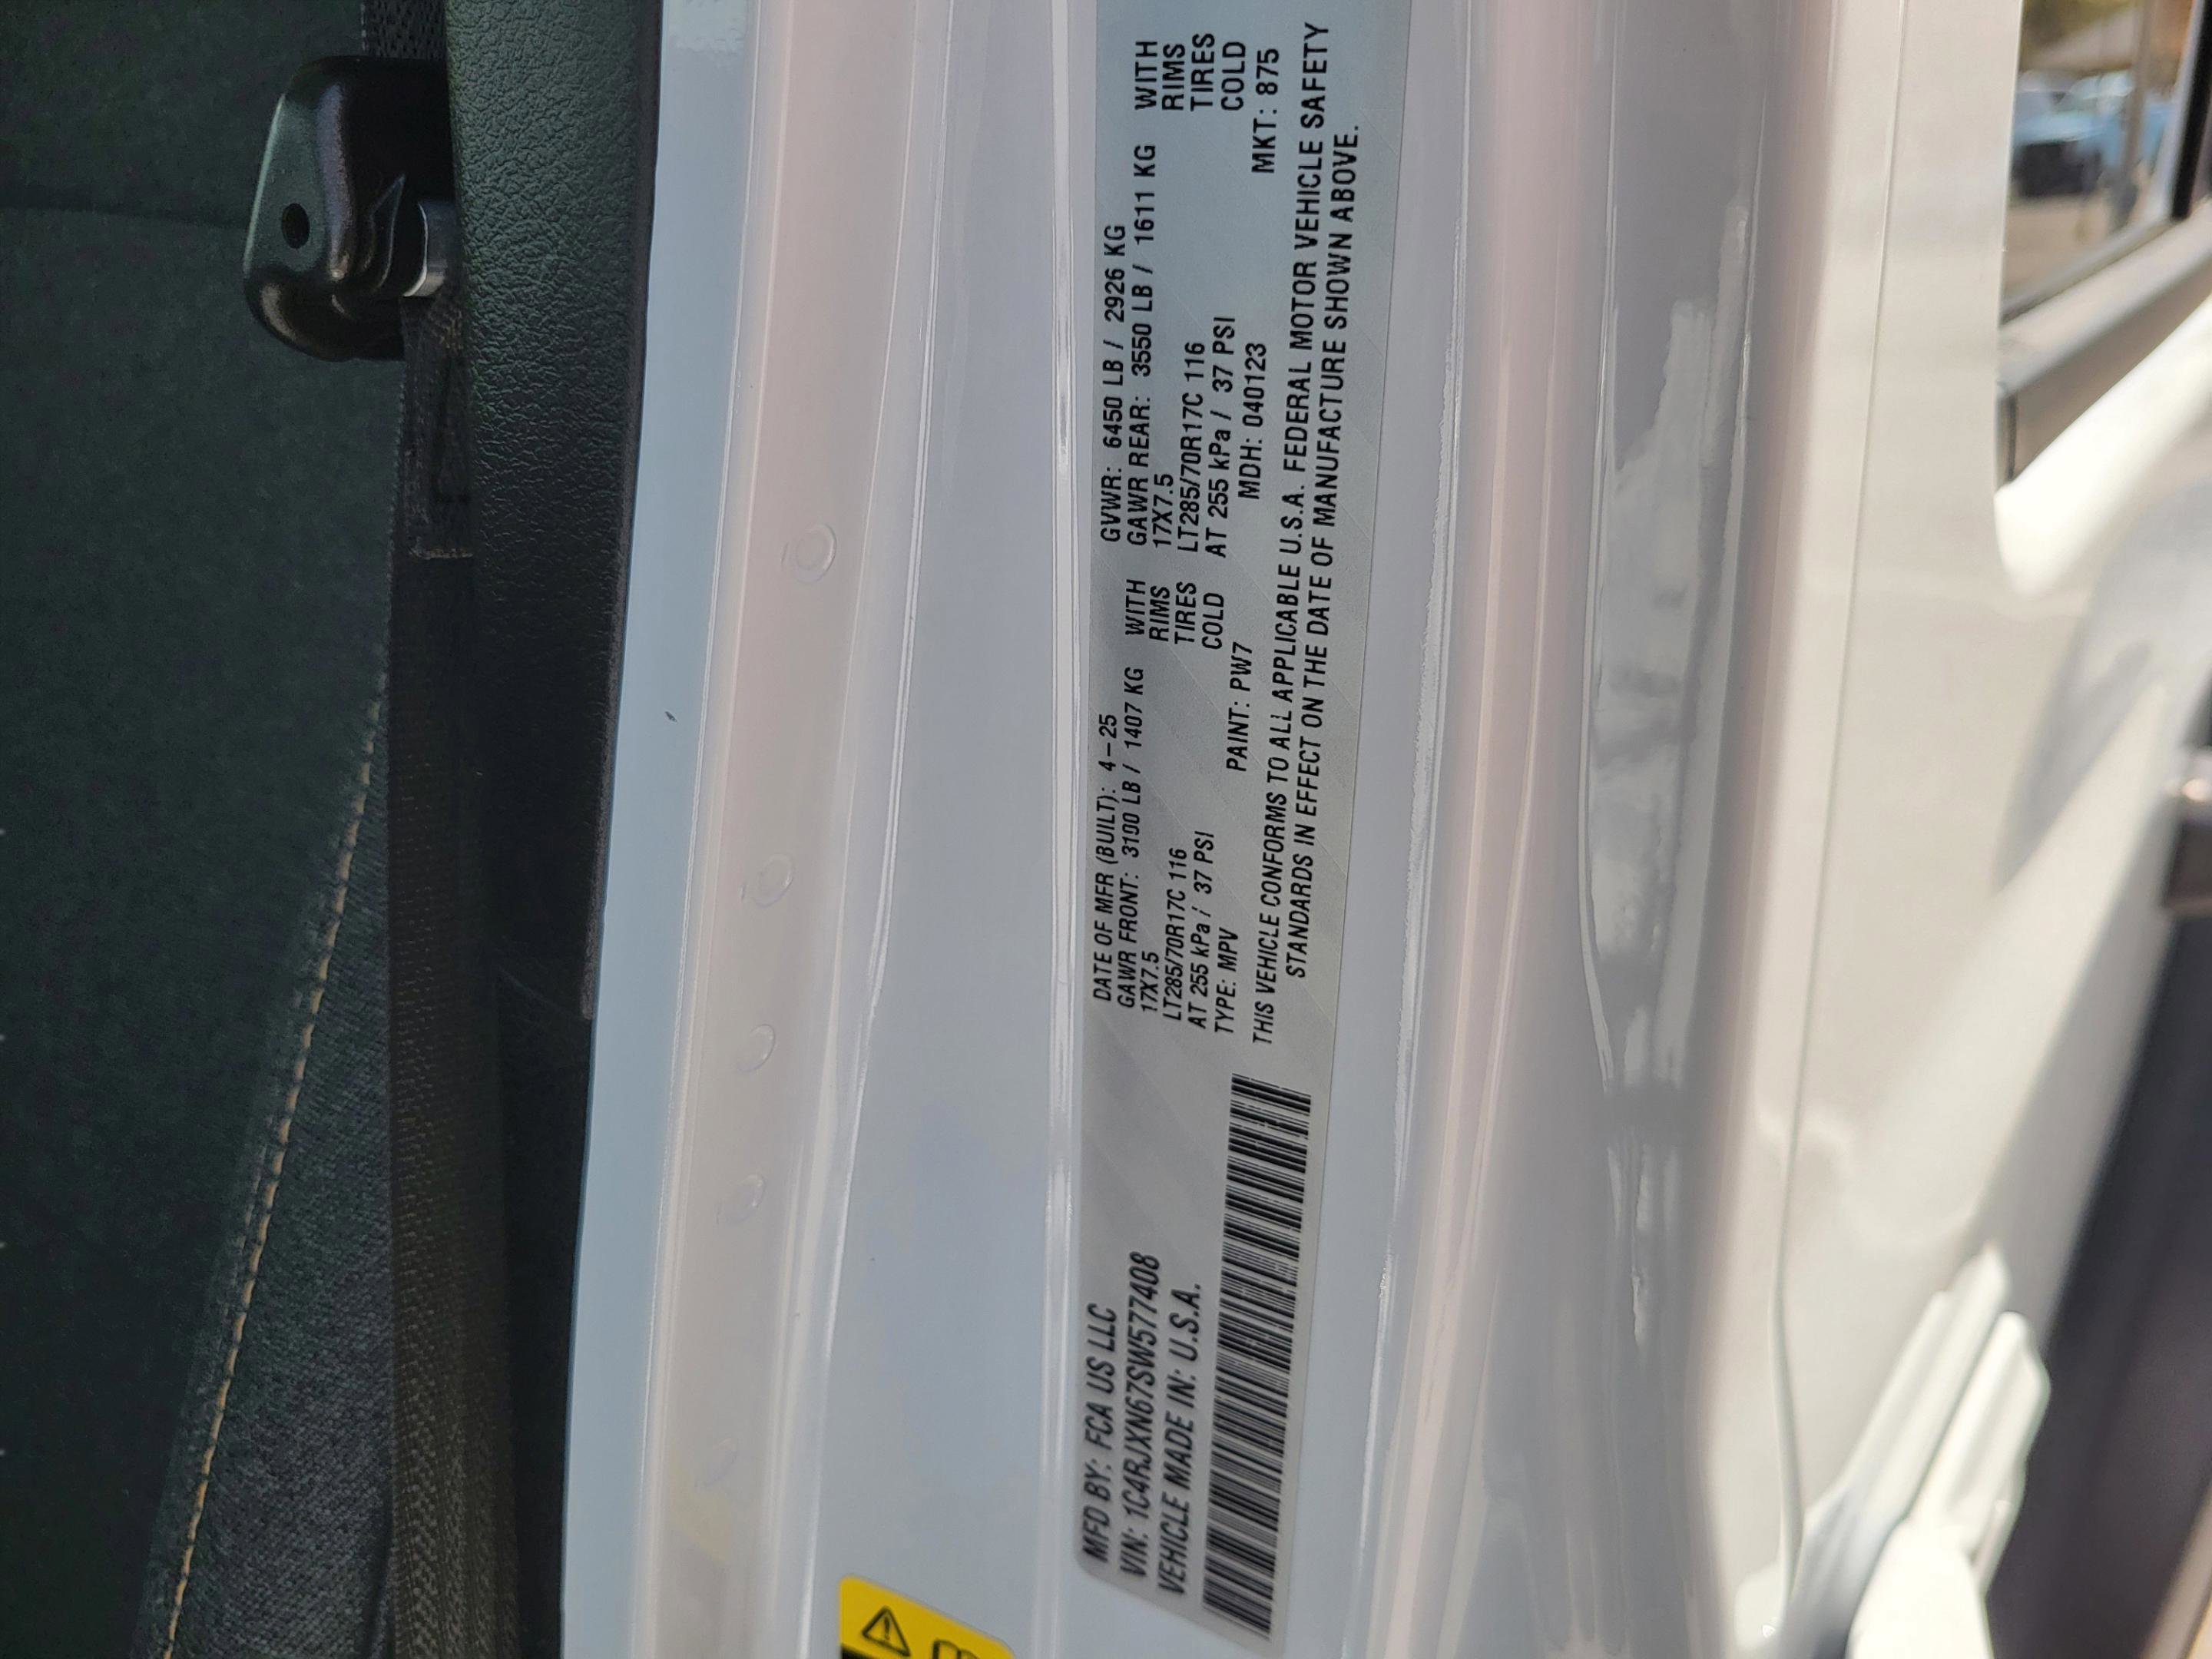 MFD BY: FCA US LLC
VIN: 1C4RJXN67SW577408
VEHICLE MADE IN: U.S.A.
DATE OF MFR (BUILT): 4-25 GVWR: 6450 LB / 2926 KG
GAWR FRONT: 3100 LB / 1407 KG WITH GAWR REAR: 3550 LB / 1611 KG WITH
17X7.5 RIMS 17X7.5 RIMS
LT285/70R17C 116 TIRES LT285/70R17C 116 TIRES
AT 255 kPa / 37 PSI COLD AT 255 kPa / 37 PSI COLD
TYPE: MPV PAINT: PW7 MDH: 040123 MKT: 875
THIS VEHICLE CONFORMS TO ALL APPLICABLE U.S.A. FEDERAL MOTOR VEHICLE SAFETY
STANDARDS IN EFFECT ON THE DATE OF MANUFACTURE SHOWN ABOVE.